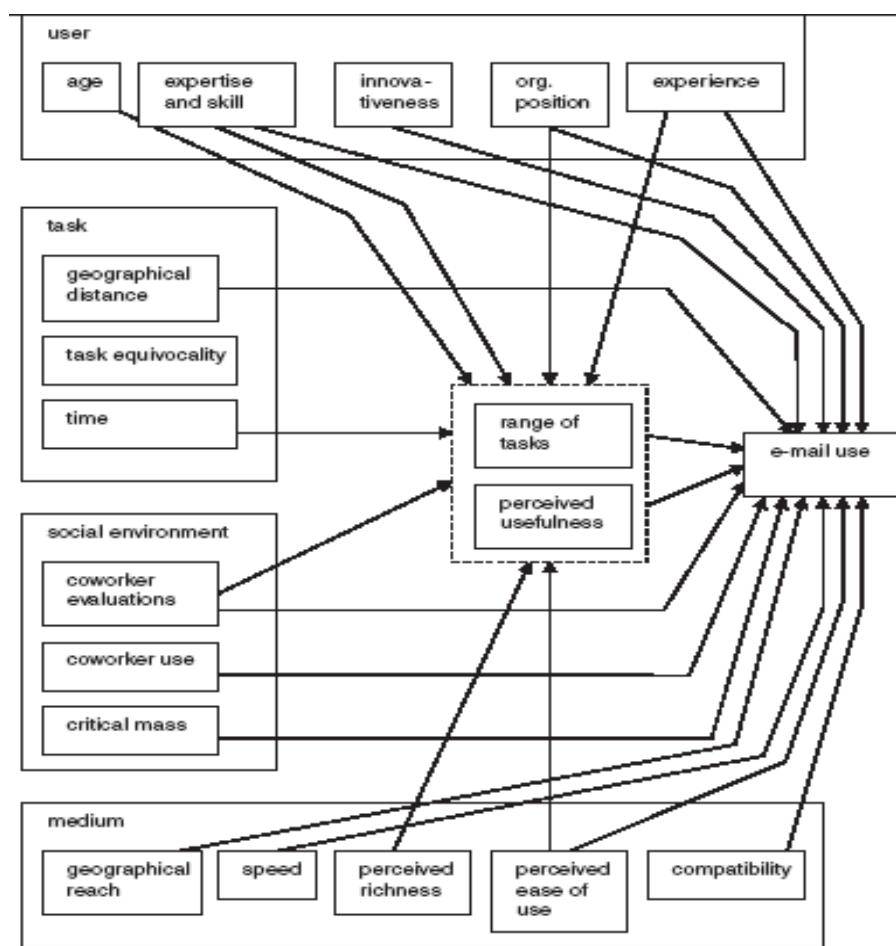 user
age
expertise
and skill
innova-
tiveness
org.
position
experience
task
geographical
distance
task equivocality
time
range of
tasks
perceived
usefulness
e-mail use
social environment
coworker
evaluations
coworker use
critical mass
medium
geographical
reach
speed
perceived
richness
perceived
ease of
use
compatibility